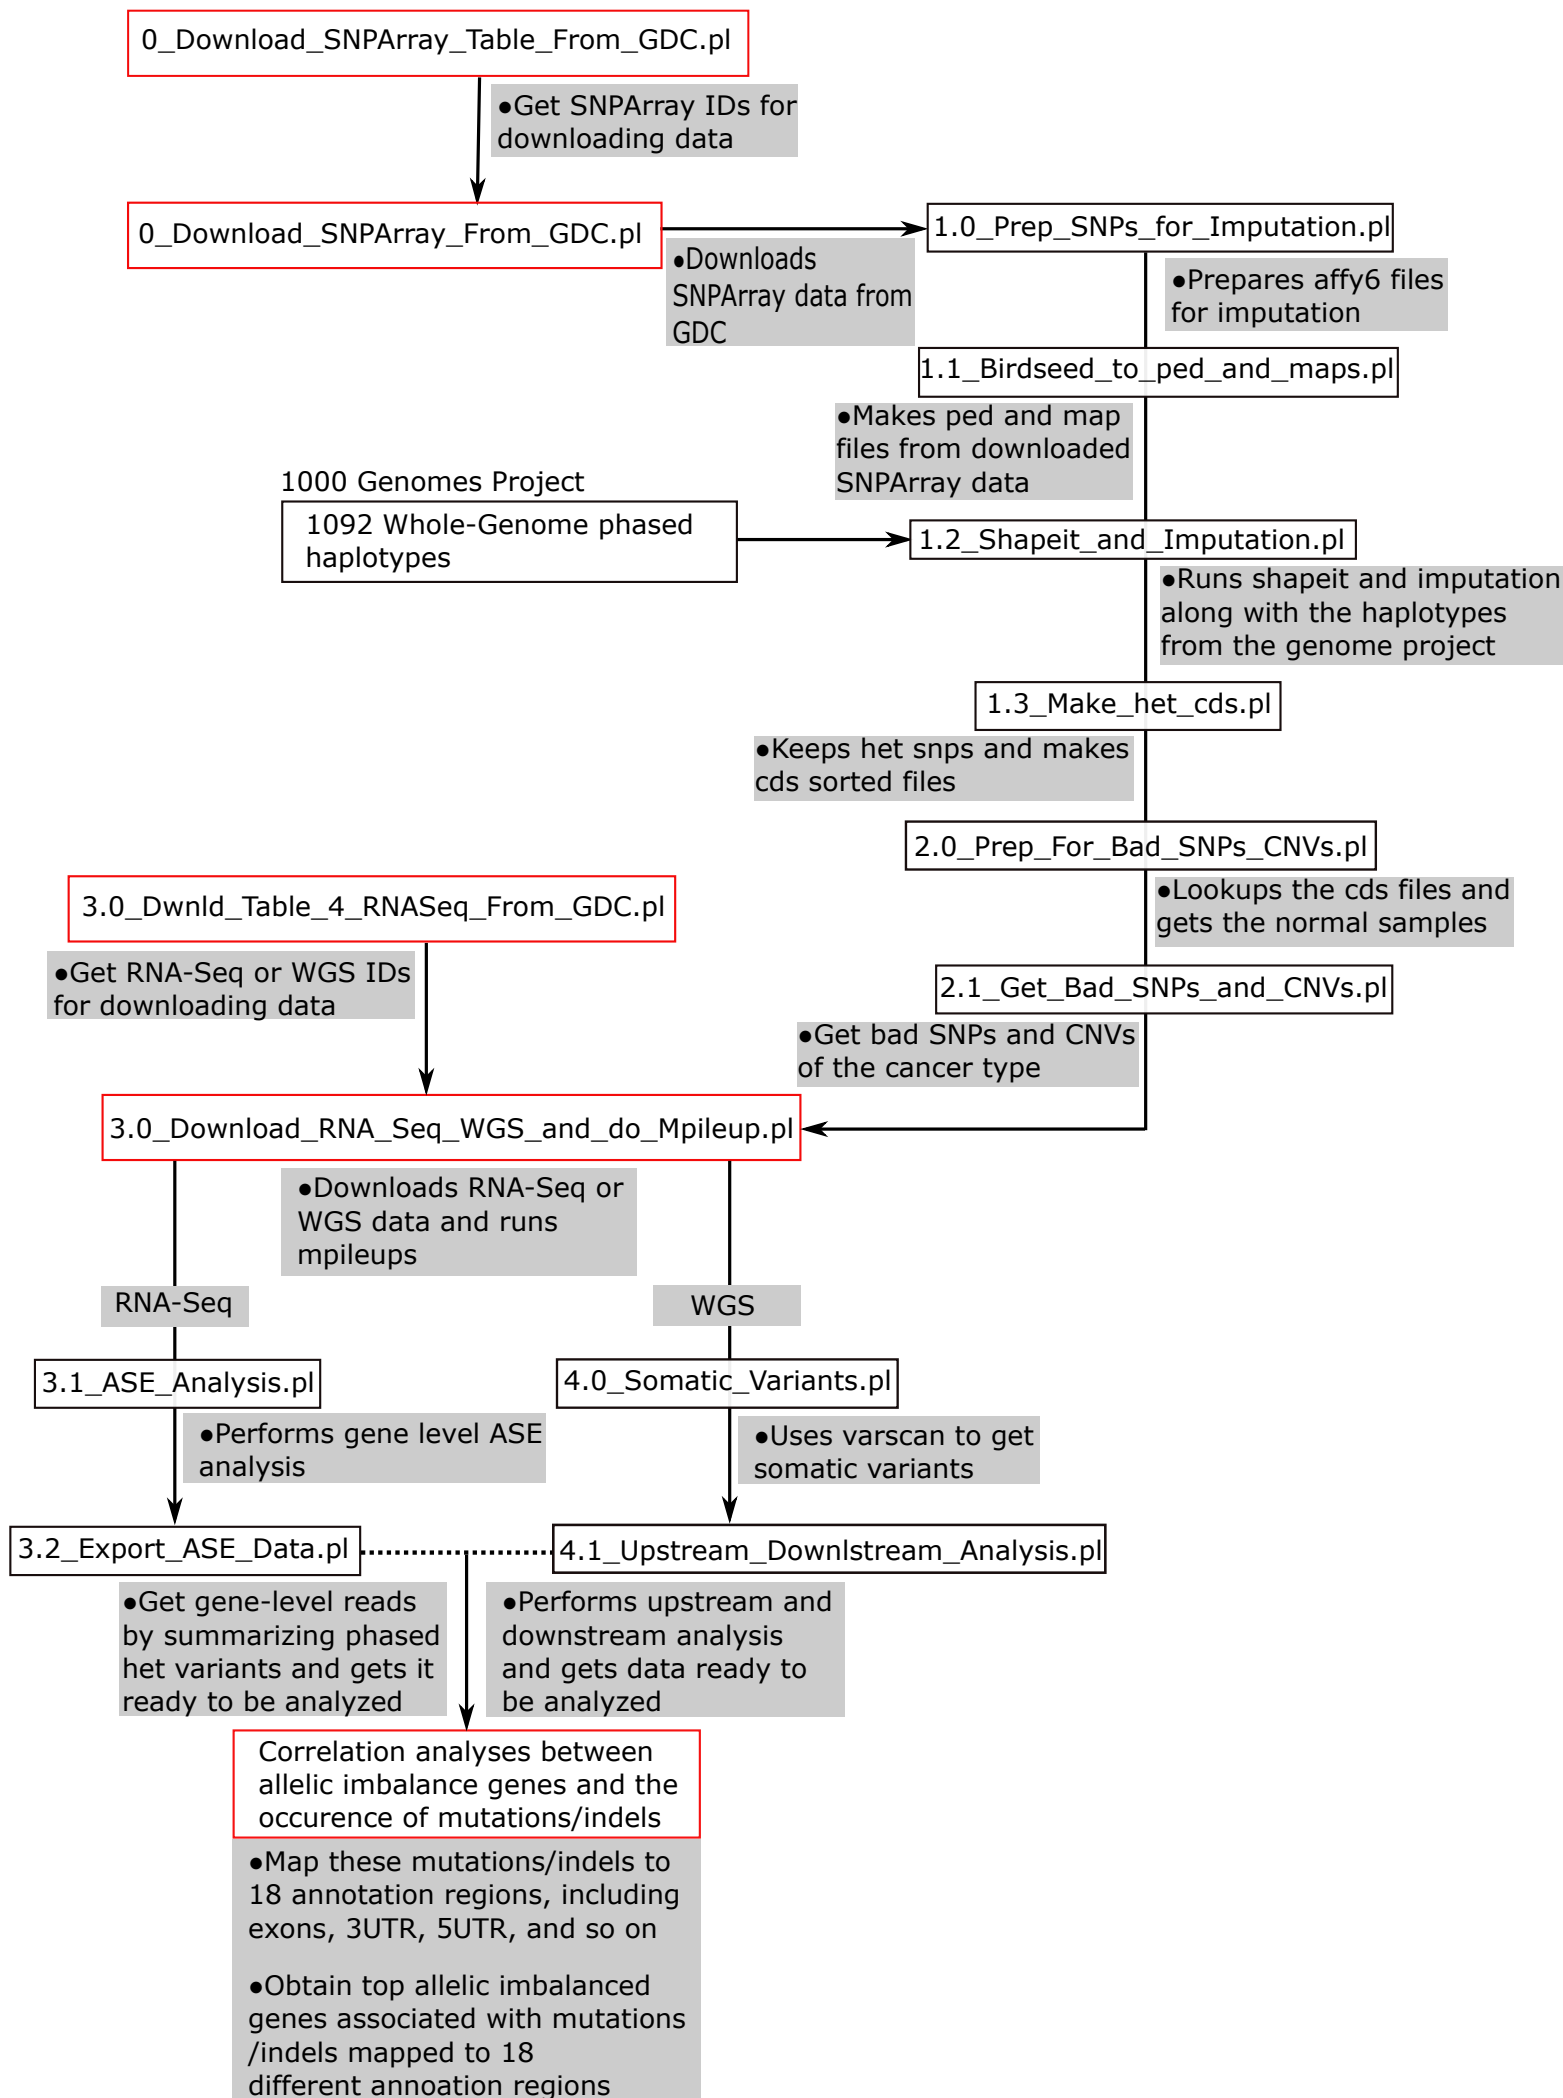 0_Download_SNPArray_Table_From_GDC.pl
●Get SNPArray IDs for
downloading data
0_Download_SNPArray_From_GDC.pl
1.0_Prep_SNPs_for_Imputation.pl
●Downloads
SNPArray data from
GDC
●Prepares affy6 files
for imputation
1.1_Birdseed_to_ped_and_maps.pl
●Makes ped and map
files from downloaded
SNPArray data
1000 Genomes Project
1092 Whole-Genome phased
haplotypes
1.2_Shapeit_and_Imputation.pl
●Runs shapeit and imputation
along with the haplotypes
from the genome project
1.3_Make_het_cds.pl
●Keeps het snps and makes
cds sorted files
2.0_Prep_For_Bad_SNPs_CNVs.pl
●Lookups the cds files and
gets the normal samples
3.0_Dwnld_Table_4_RNASeq_From_GDC.pl
●Get RNA-Seq or WGS IDs
for downloading data
2.1_Get_Bad_SNPs_and_CNVs.pl
●Get bad SNPs and CNVs
of the cancer type
3.0_Download_RNA_Seq_WGS_and_do_Mpileup.pl
●Downloads RNA-Seq or
WGS data and runs
mpileups
RNA-Seq
WGS
3.1_ASE_Analysis.pl
4.0_Somatic_Variants.pl
●Performs gene level ASE
analysis
●Uses varscan to get
somatic variants
3.2_Export_ASE_Data.pl
4.1_Upstream_Downlstream_Analysis.pl
●Get gene-level reads
by summarizing phased
het variants and gets it
ready to be analyzed
●Performs upstream and
downstream analysis
and gets data ready to
be analyzed
Correlation analyses between
allelic imbalance genes and the
occurence of mutations/indels
●Map these mutations/indels to
18 annotation regions, including
exons, 3UTR, 5UTR, and so on
●Obtain top allelic imbalanced
genes associated with mutations
/indels mapped to 18
different annoation regions